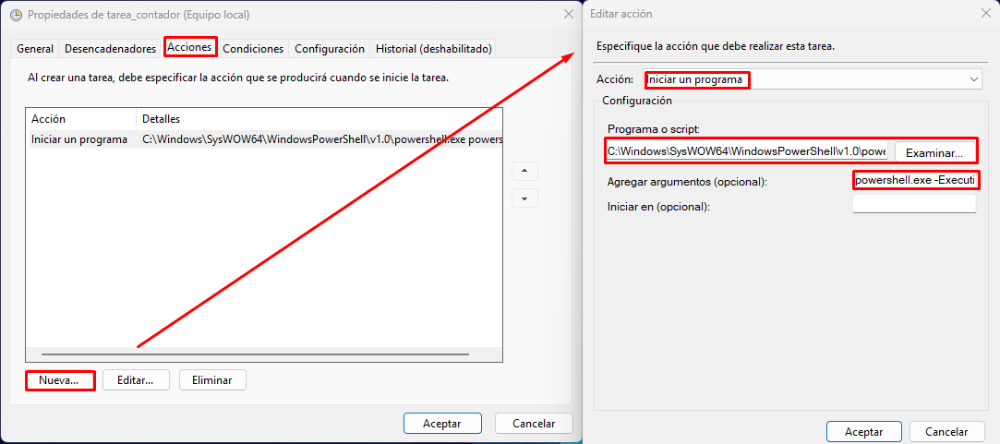 Propiedades de tarea_contador (Equipo local)
General Desencadenadores Acciones Condiciones Configuración Historial (deshabilitado)
Al crear una tarea, debe especificar la acción que se producirá cuando se inicie la tarea.
Acción Detalles
Iniciar un programa C:\Windows\SysWOW64\WindowsPowerShell\v1.0\powershell.exe powers
Nueva... Editar... Eliminar
Aceptar Cancelar
Editar acción
Especifique la acción que debe realizar esta tarea.
Acción: Iniciar un programa
Configuración
Programa o script:
C:\Windows\SysWOW64\WindowsPowerShell\v1.0\powe Examinar...
Agregar argumentos (opcional): powershell.exe -Executi
Iniciar en (opcional):
Aceptar Cancelar